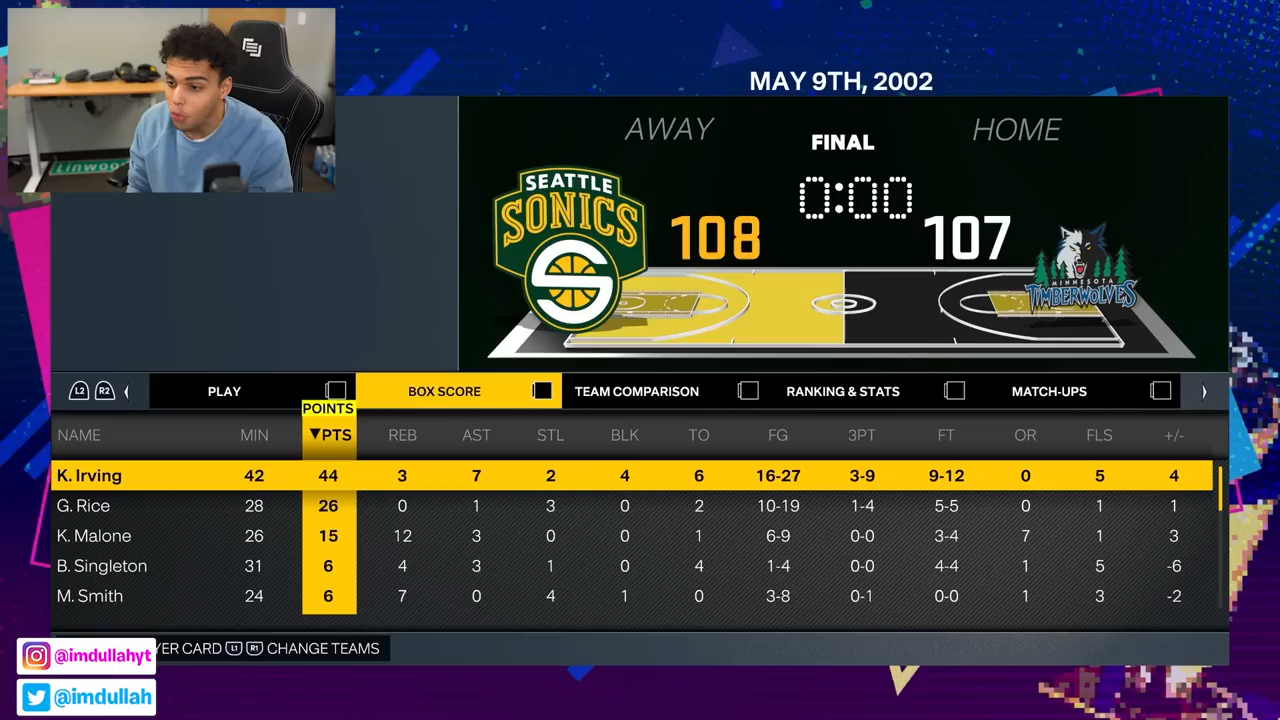 MAY 9TH, 2002
AWAY
FINAL
HOME
SEATTLE
SONICS
108
0:00
107
MINNESOTA
TIMBERWOLVES
Linwoo
L2 R2 PLAY BOX SCORE TEAM COMPARISON RANKING & STATS MATCH-UPS
POINTS
NAME MIN ▼PTS REB AST STL BLK TO FG 3PT FT OR FLS +/-
K. Irving 42 44 3 7 2 4 6 16-27 3-9 9-12 0 5 4
G. Rice 28 26 0 1 3 0 2 10-19 1-4 5-5 0 1 1
K. Malone 26 15 12 3 0 0 1 6-9 0-0 3-4 7 1 3
B. Singleton 31 6 4 3 1 0 4 1-4 0-0 4-4 1 5 -6
M. Smith 24 6 7 0 4 1 0 3-8 0-1 0-0 1 3 -2
YER CARD L1 R1 CHANGE TEAMS
@imdullahyt
@imdullah